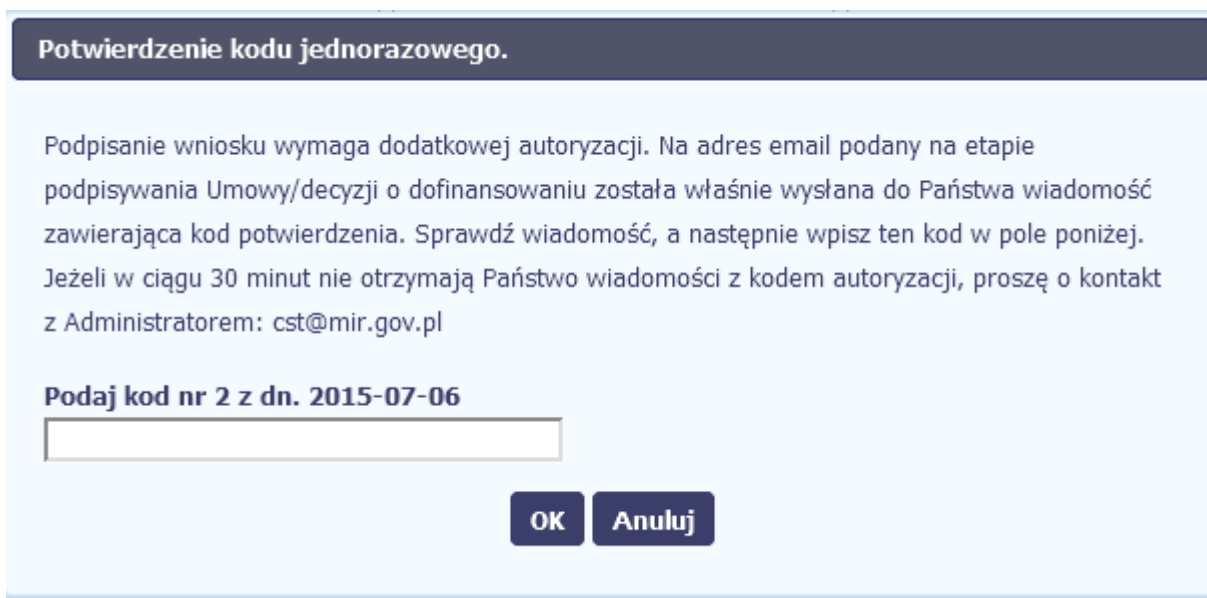 Potwierdzenie kodu jednorazowego.
Podpisanie wniosku wymaga dodatkowej autoryzacji. Na adres email podany na etapie
podpisywania Umowy/decyzji o dofinansowaniu została właśnie wysłana do Państwa wiadomość
zawierająca kod potwierdzenia. Sprawdź wiadomość, a następnie wpisz ten kod w pole poniżej.
Jeżeli w ciągu 30 minut nie otrzymają Państwo wiadomości z kodem autoryzacji, proszę o kontakt
z Administratorem: cst@mir.gov.pl
Podaj kod nr 2 z dn. 2015-07-06
OK Anuluj